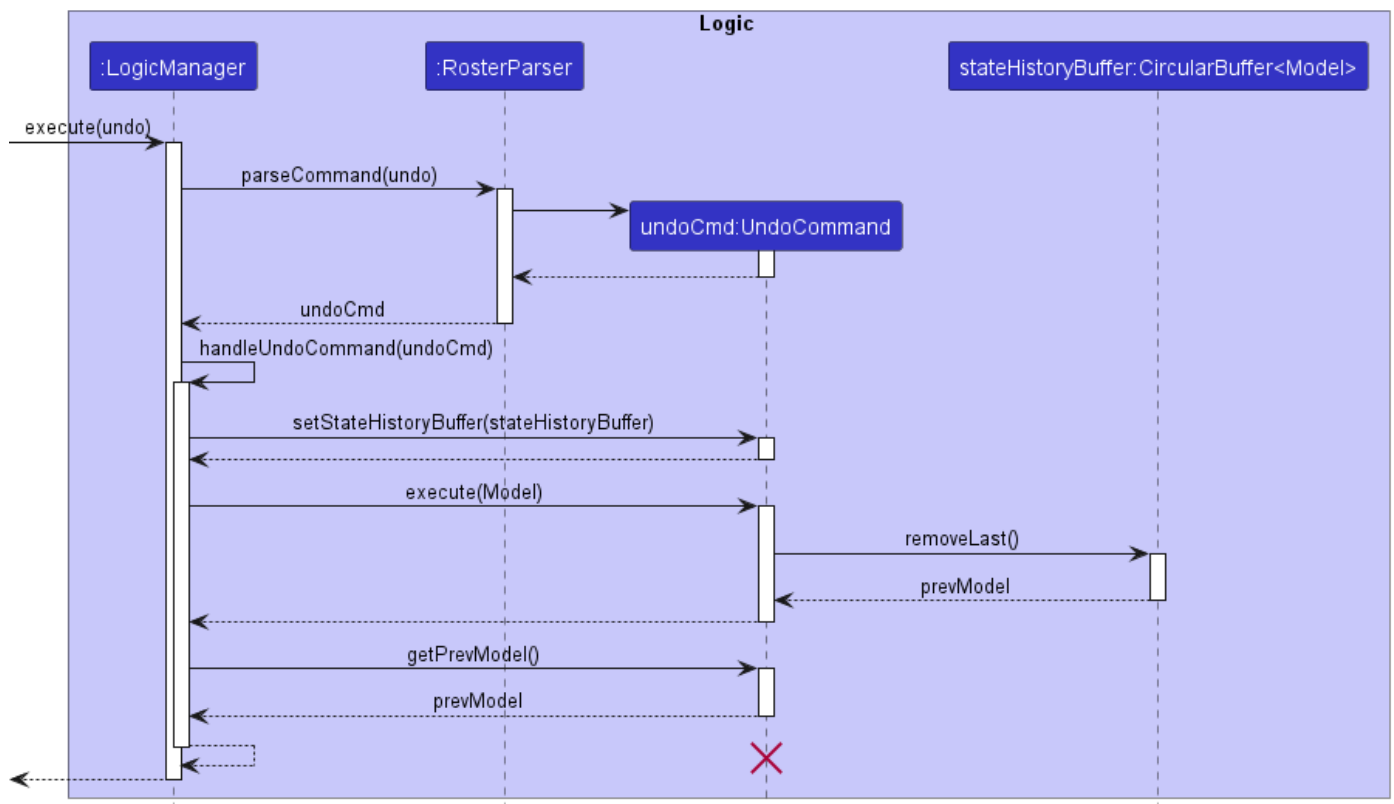 Logic
:LogicManager
:RosterParser
stateHistoryBuffer:CircularBuffer<Model>
execute(undo)
parseCommand(undo)
undoCmd:UndoCommand
undoCmd
handleUndoCommand(undoCmd)
setStateHistoryBuffer(stateHistoryBuffer)
execute(Model)
removeLast()
prevModel
getPrevModel()
prevModel